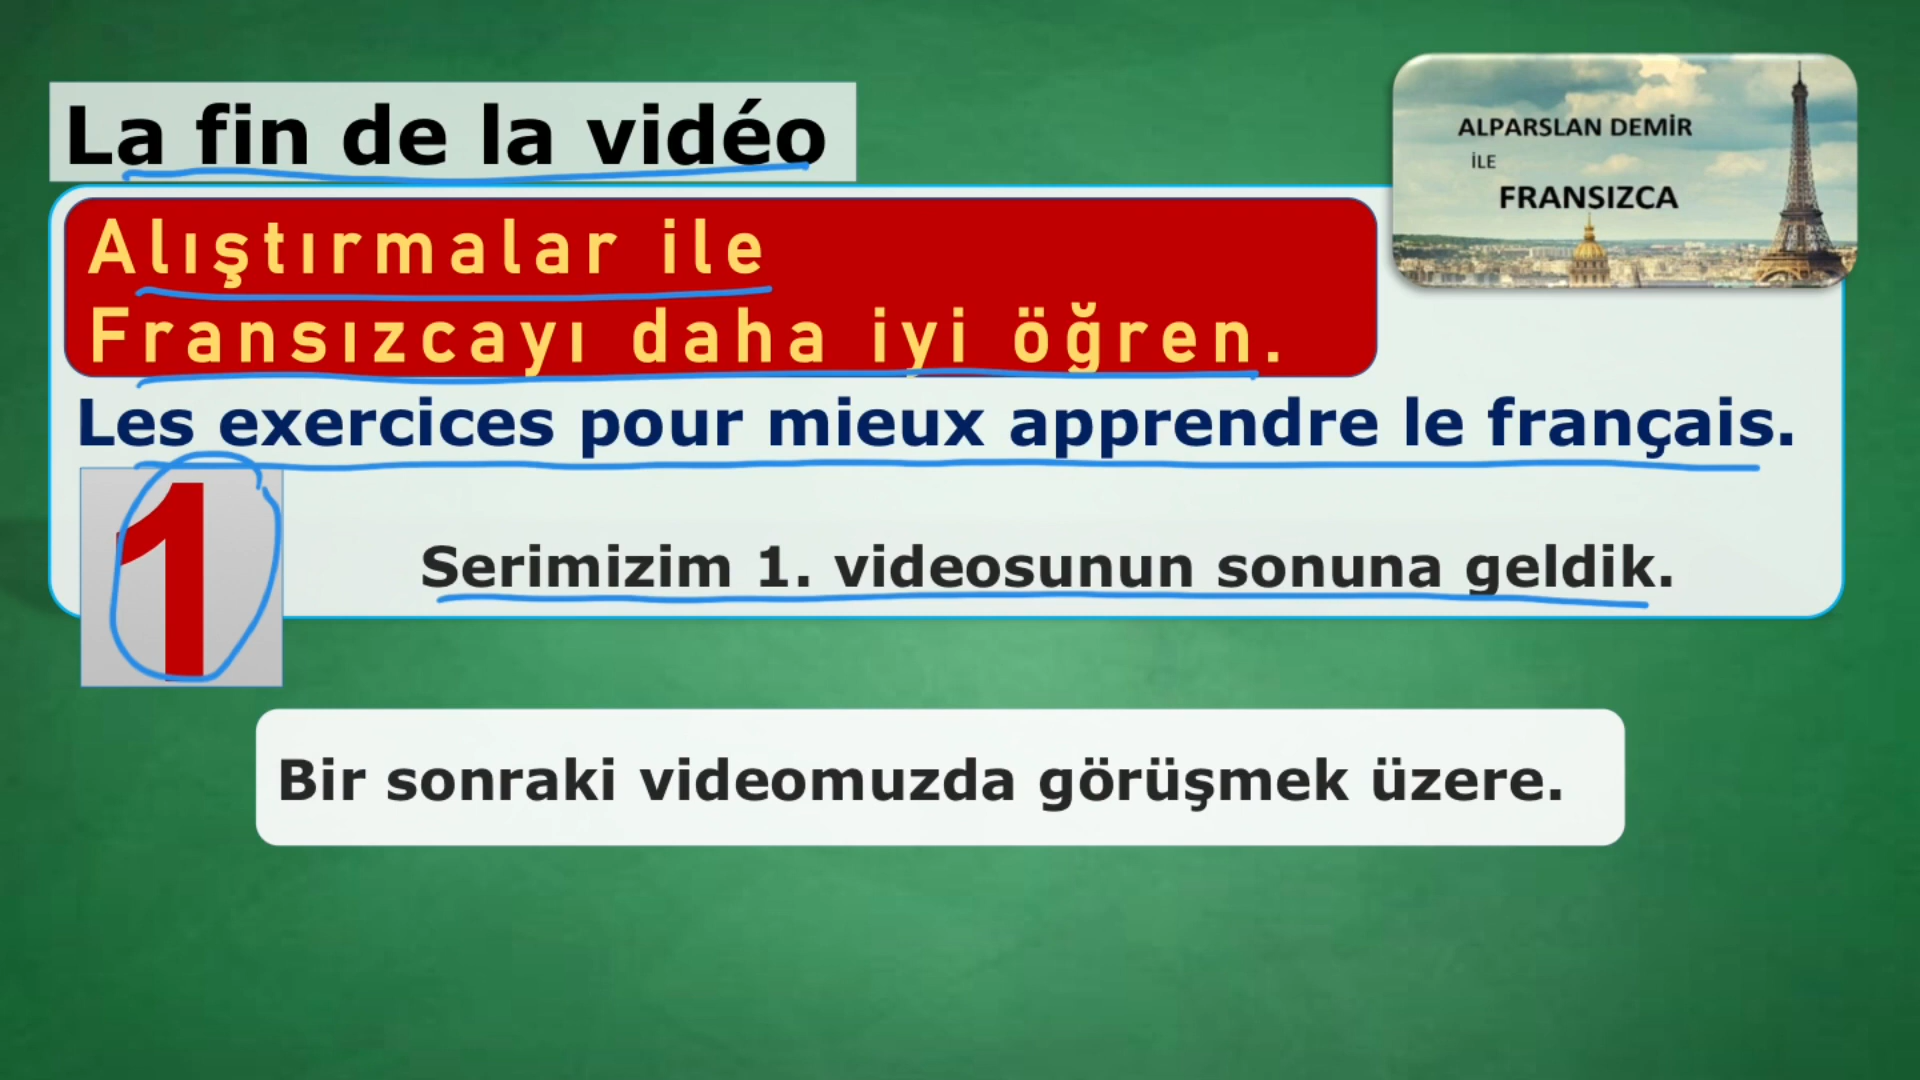 La fin de la vidéo
ALPARSLAN DEMİR
İLE
FRANSIZCA
Alıştırmalar ile
Fransızcayı daha iyi öğren.
Les exercices pour mieux apprendre le français.
1
Serimizim 1. videosunun sonuna geldik.
Bir sonraki videomuzda görüşmek üzere.